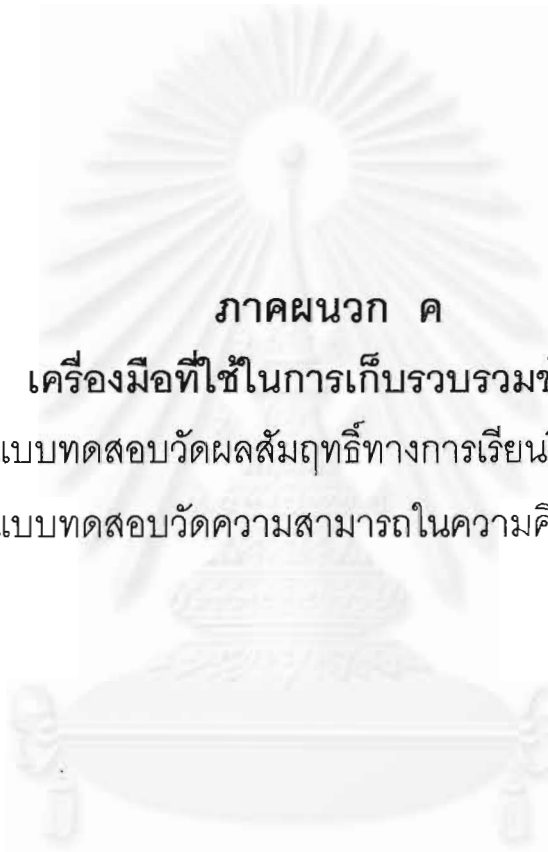 ภาคผนวก ค
เครื่องมือที่ใช้ในการเก็บรวบรวม
แบบทดสอบวัดผลสัมฤทธิ์ทางการเรียน
แบบทดสอบวัดความสามารถในความ